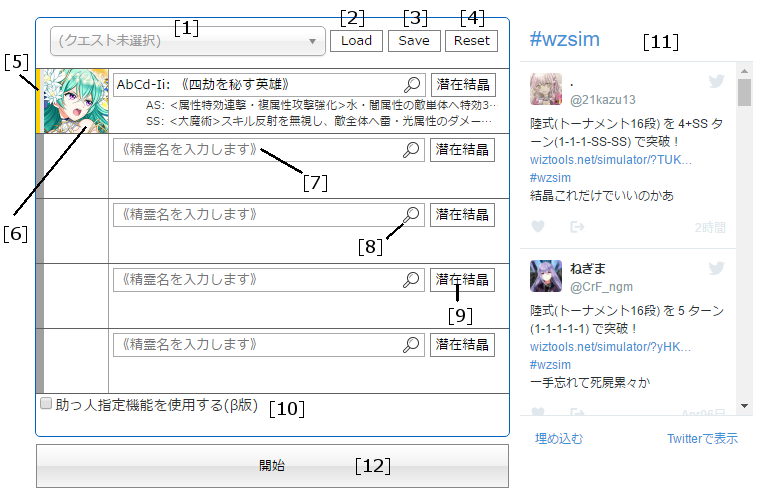 [1]
[2]
[3]
[4]
(クエスト未選択)
Load
Save
Reset
[5]
AbCd-Ii: 《四劫を秘す英雄》
潜在結晶
AS: <属性特効連撃・複属性攻撃強化>水・闇属性の敵単体へ特効3…
SS: <大魔術>スキル反射を無視し、敵全体へ雷・光属性のダメー…
[6]
《精霊名を入力します》
潜在結晶
[7]
《精霊名を入力します》
潜在結晶
[8]
《精霊名を入力します》
潜在結晶
[9]
《精霊名を入力します》
潜在結晶
助っ人指定機能を使用する(β版)
[10]
開始
[12]
#wzsim
[11]
.
@21kazu13
陸式(トーナメント16段) を 4+SS タ
ーン(1-1-1-SS-SS) で突破！
wiztools.net/simulator/?TUK…
#wzsim
結晶これだけでいいのかあ
2時間
ねぎま
@CrF_ngm
陸式(トーナメント16段) を 5 ターン
(1-1-1-1-1) で突破！
wiztools.net/simulator/?yHK…
#wzsim
一手忘れて死屍累々か
Apr06日
埋め込む
Twitterで表示